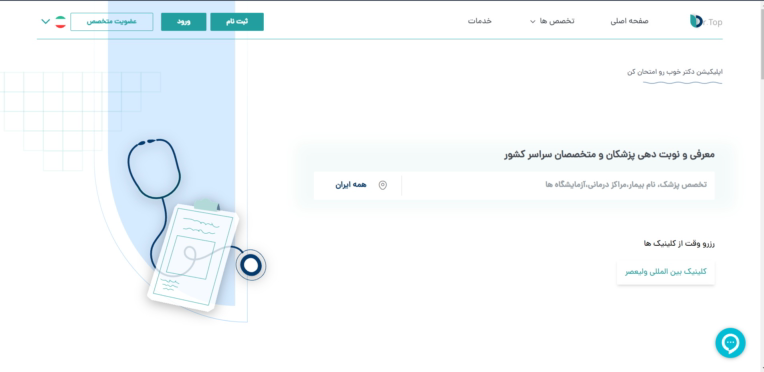 Dr. Top
صفحه اصلی
تخصص ها
خدمات
ثبت نام
ورود
عضویت متخصص
اپلیکیشن دکتر خوب رو امتحان کن
معرفی و نوبت دهی پزشکان و متخصصان سراسر کشور
تخصص پزشک، نام بیمار،مراکز درمانی،آزمایشگاه ها
همه ایران
رزرو وقت از کلینیک ها
کلینیک بین المللی ولیعصر